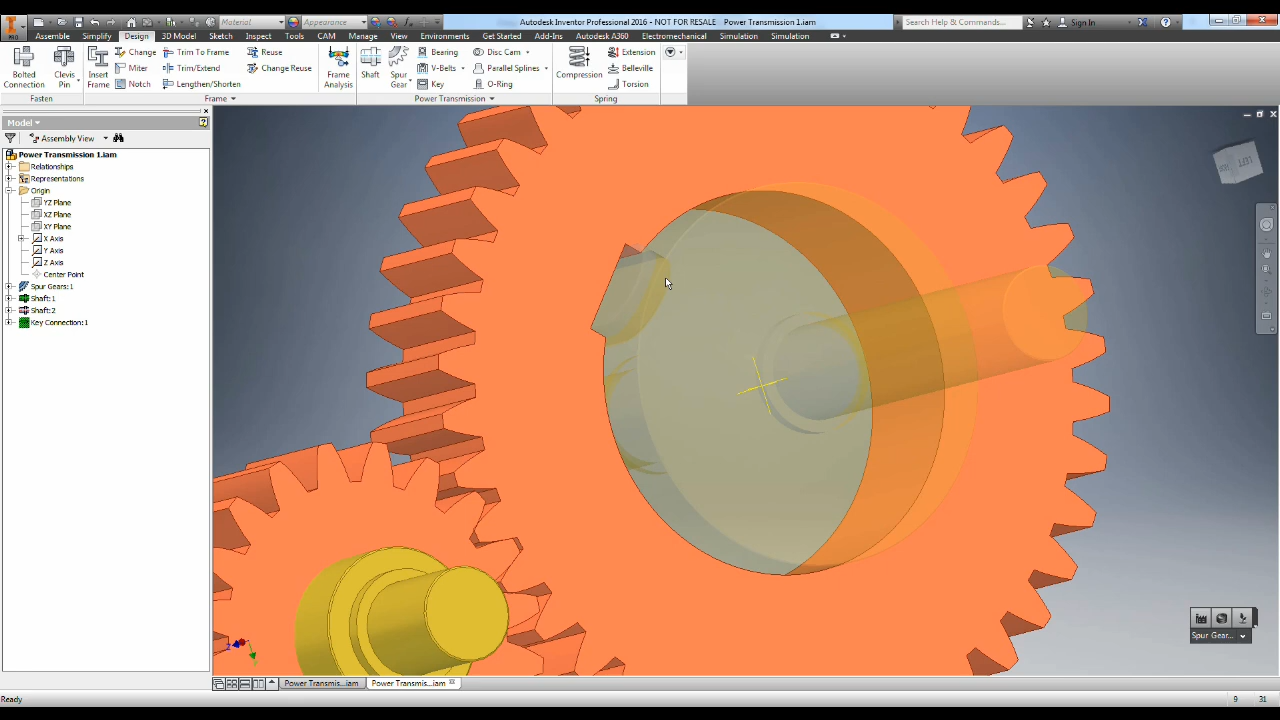 Material
Appearance
Autodesk Inventor Professional 2016 - NOT FOR RESALE Power Transmission 1.iam
Search Help & Commands...
Sign In
PRO
Assemble Simplify Design 3D Model Sketch Inspect Tools CAM Manage View Environments Get Started Add-Ins Autodesk A360 Electromechanical Simulation Simulation
Bolted Connection
Clevis Pin
Insert Frame
Change
Miter
Notch
Trim To Frame
Trim/Extend
Lengthen/Shorten
Reuse
Change Reuse
Frame Analysis
Shaft
Spur Gear
Bearing
V-Belts
Key
Disc Cam
Parallel Splines
O-Ring
Compression
Extension
Belleville
Torsion
Fasten
Frame
Power Transmission
Spring
Model
Assembly View
Power Transmission 1.iam
Relationships
Representations
Origin
YZ Plane
XZ Plane
XY Plane
X Axis
Y Axis
Z Axis
Center Point
Spur Gears:1
Shaft:1
Shaft:2
Key Connection:1
LEFT
Spur Gear...
Power Transmis...iam
Power Transmis...iam
Ready
9 31